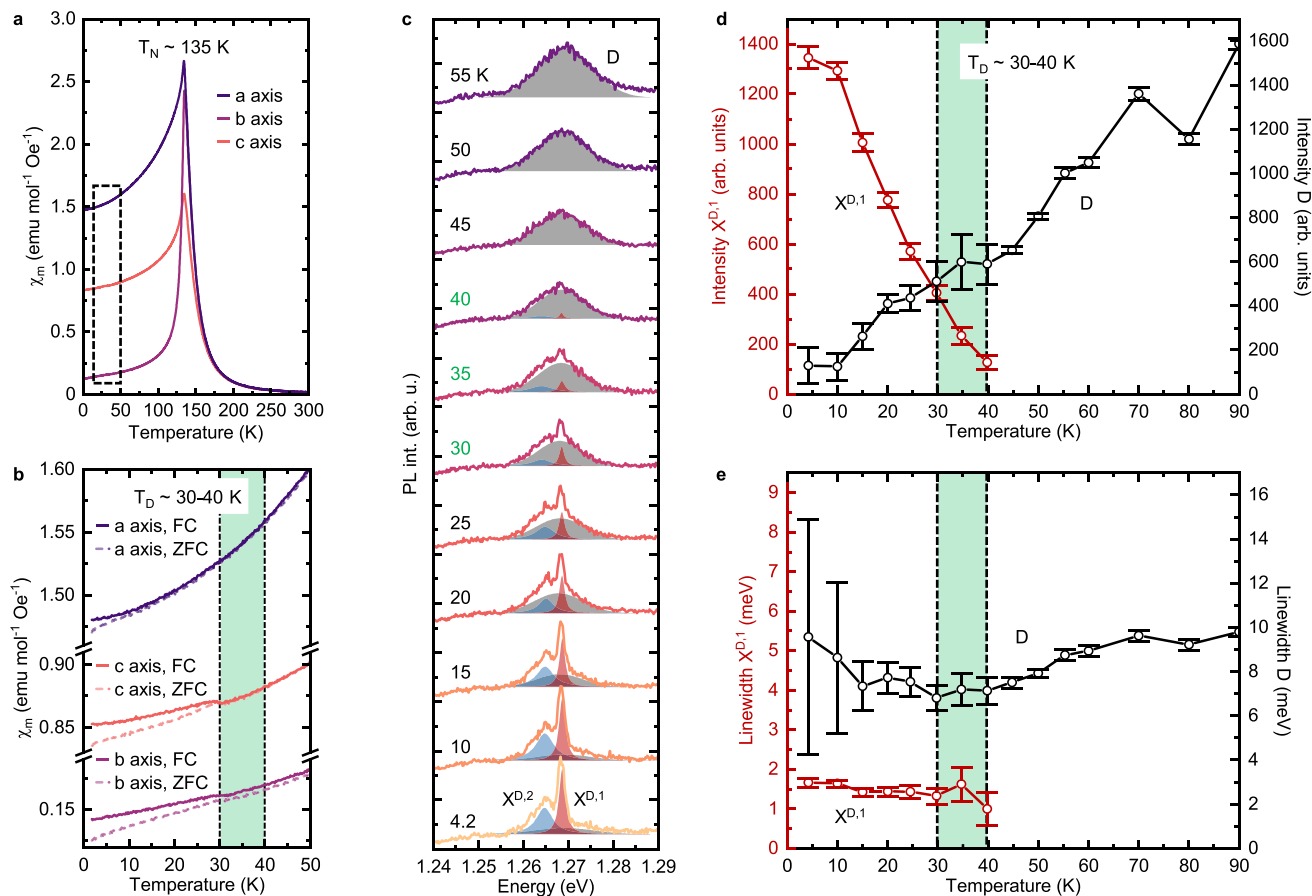 a
3.0
2.5
2.0
1.5
1.0
0.5
0
χm (emu mol-1 Oe-1)
T_N ~ 135 K
a axis
b axis
c axis
0 50 100 150 200 250 300
Temperature (K)
b
1.60
1.55
1.50
0.90
0.85
0.15
χm (emu mol-1 Oe-1)
T_D ~ 30-40 K
a axis, FC
a axis, ZFC
c axis, FC
c axis, ZFC
b axis, FC
b axis, ZFC
0 10 20 30 40 50
Temperature (K)
c
PL int. (arb. u.)
55 K
D
50
45
40
35
30
25
20
15
10
4.2
X^D,2
X^D,1
1.24 1.25 1.26 1.27 1.28 1.29
Energy (eV)
d
1400
1300
1200
1000
800
600
400
200
100
0
Intensity X^D,1 (arb. units)
T_D ~ 30-40 K
X^D,1
D
1600
1400
1200
1000
800
600
400
200
100
0
Intensity D (arb. units)
0 10 20 30 40 50 60 70 80 90
Temperature (K)
e
9
8
7
6
5
4
3
2
1
0
Linewidth X^D,1 (meV)
D
X^D,1
16
14
12
10
8
6
4
2
0
Linewidth D (meV)
0 10 20 30 40 50 60 70 80 90
Temperature (K)